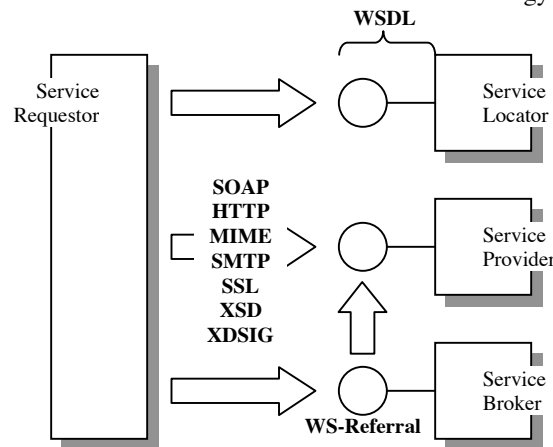 gy
WSDL
Service
Requestor
Service
Locator
SOAP
HTTP
MIME
SMTP
SSL
XSD
XDSIG
Service
Provider
Service
Broker
WS-Referral